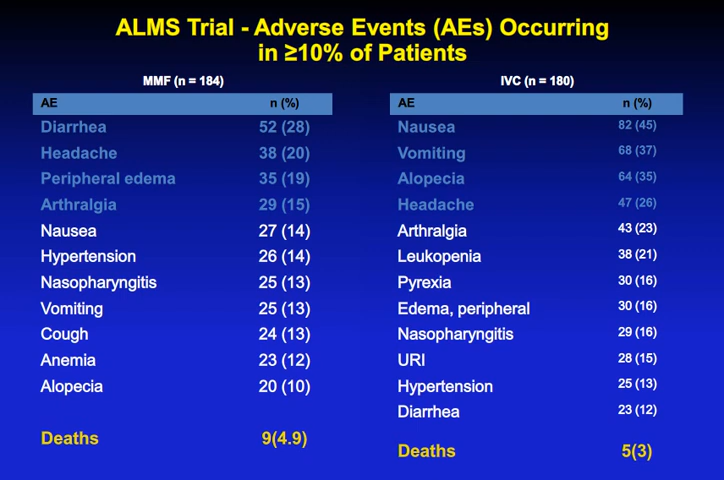 ALMS Trial - Adverse Events (AEs) Occurring
in ≥10% of Patients
MMF (n = 184)
AE n (%)
Diarrhea 52 (28)
Headache 38 (20)
Peripheral edema 35 (19)
Arthralgia 29 (15)
Nausea 27 (14)
Hypertension 26 (14)
Nasopharyngitis 25 (13)
Vomiting 25 (13)
Cough 24 (13)
Anemia 23 (12)
Alopecia 20 (10)
Deaths 9(4.9)
IVC (n = 180)
AE n (%)
Nausea 82 (45)
Vomiting 68 (37)
Alopecia 64 (35)
Headache 47 (26)
Arthralgia 43 (23)
Leukopenia 38 (21)
Pyrexia 30 (16)
Edema, peripheral 30 (16)
Nasopharyngitis 29 (16)
URI 28 (15)
Hypertension 25 (13)
Diarrhea 23 (12)
Deaths 5(3)